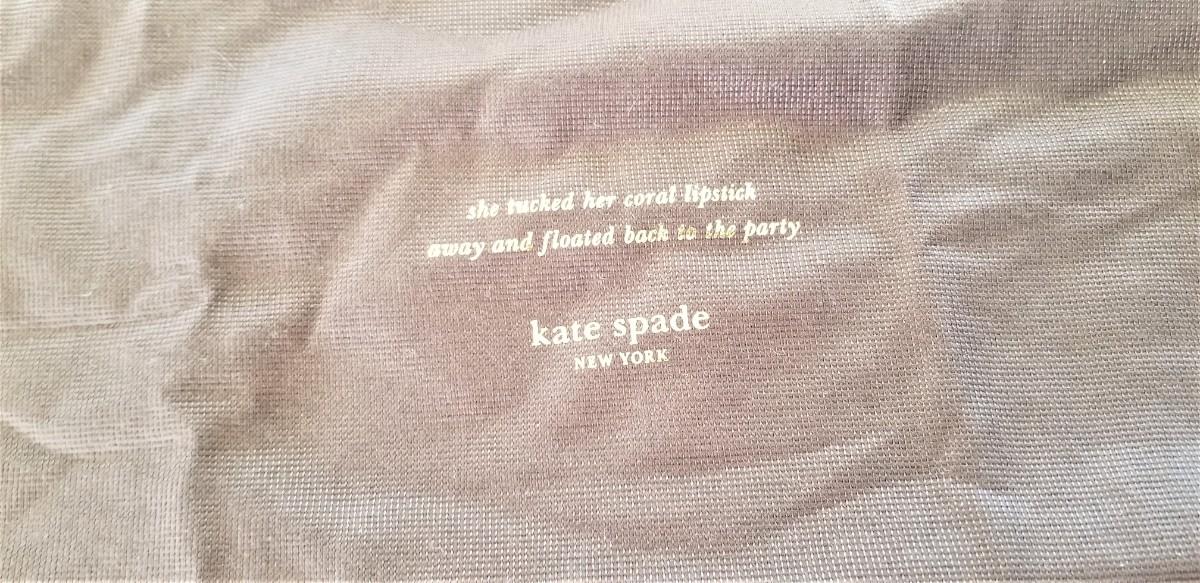 she tucked her coral lipstick
away and floated back to the party
kate spade
NEW YORK